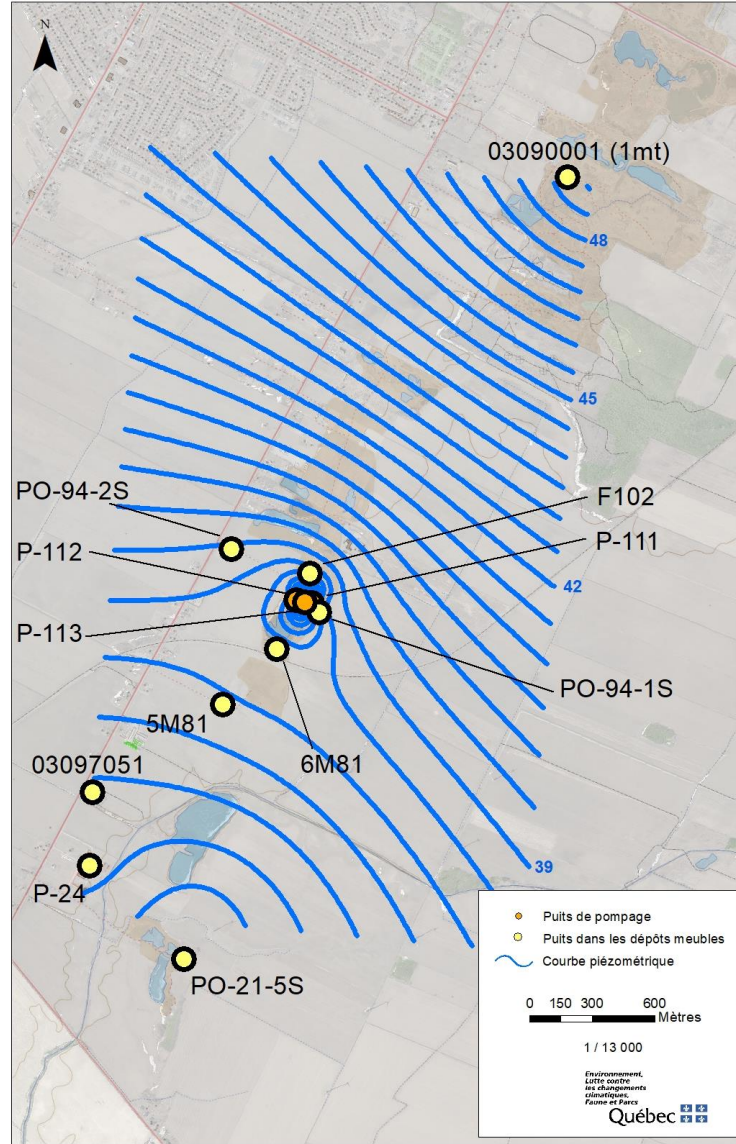 N
03090001 (1mt)
48
45
PO-94-2S
F102
P-112
P-111
42
P-113
PO-94-1S
5M81
6M81
03097051
39
P-24
PO-21-5S
Puits de pompage
Puits dans les dépôts meubles
Courbe piézométrique
0 150 300 600
Mètres
1 / 13 000
Environnement,
Lutte contre
les changements
climatiques,
Faune et Parcs
Québec